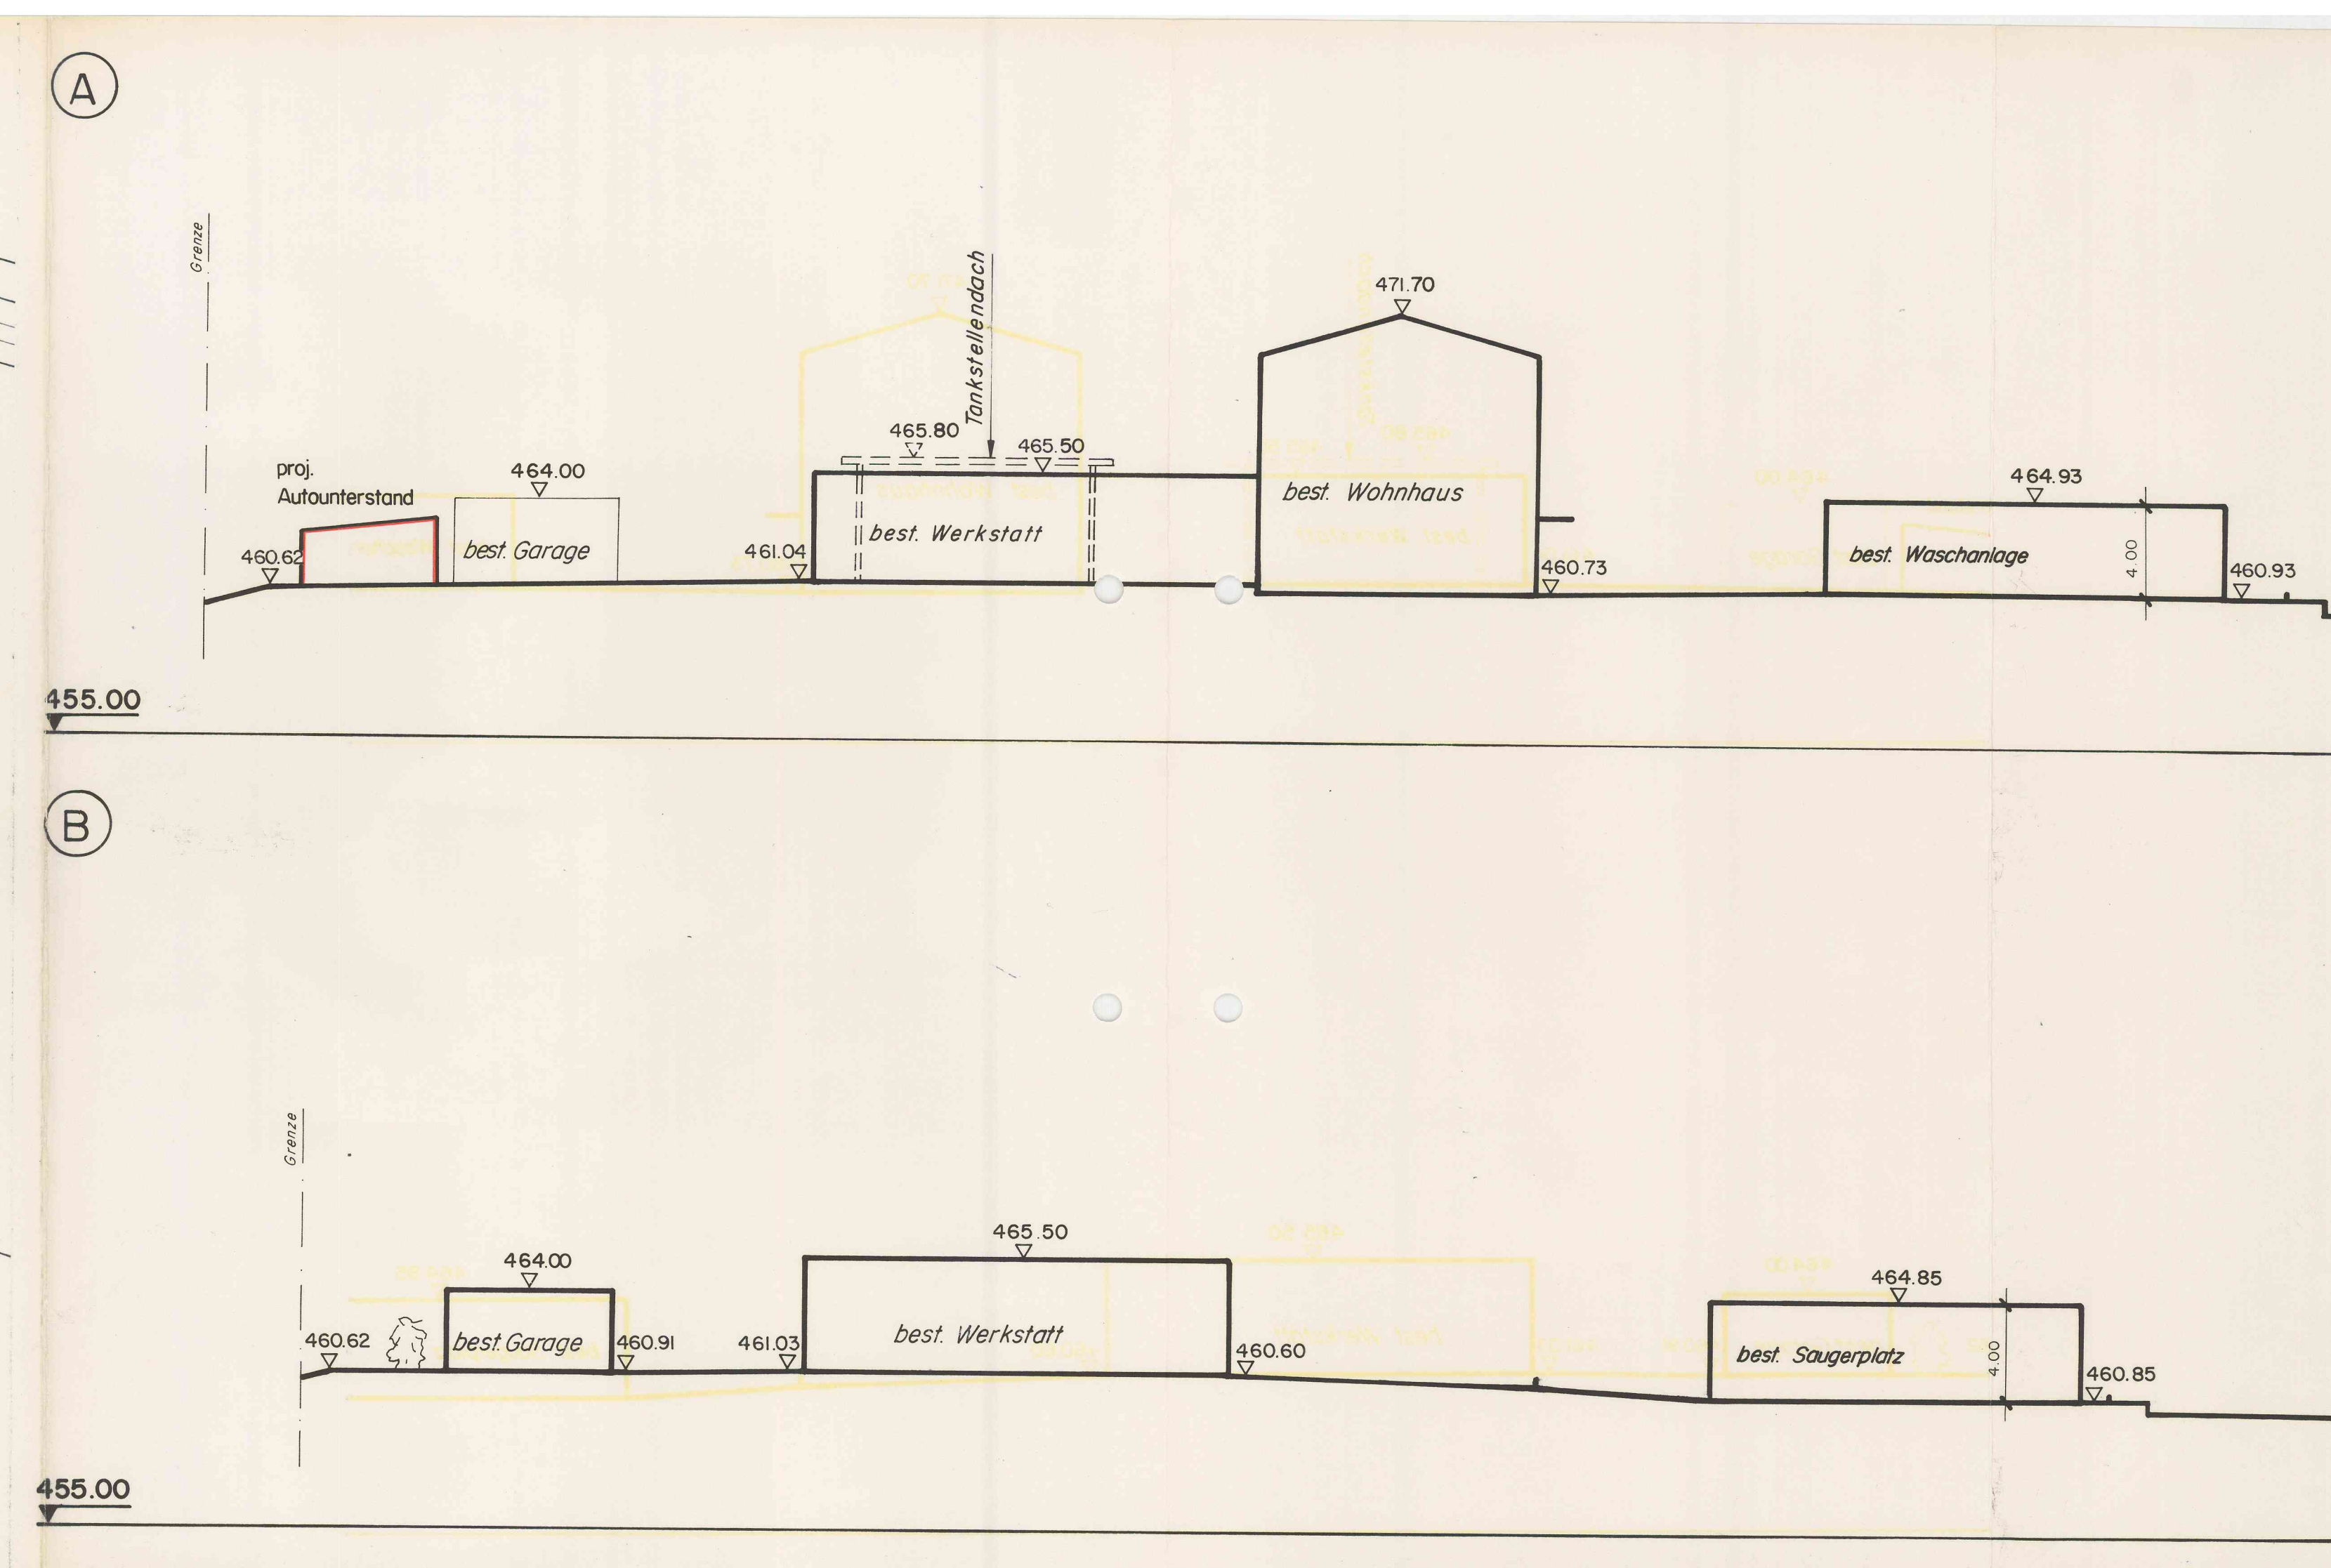 A
Grenze
471.70
Tankstellendach
465.80
465.50
proj.
Autounterstand
464.00
464.93
best. Wohnhaus
best. Werkstatt
best. Garage
best. Waschanlage
4.00
460.62
461.04
460.73
460.93
455.00
B
Grenze
465.50
464.00
464.85
460.62
best. Garage
460.91
461.03
best. Werkstatt
460.60
best. Saugerplatz
4.00
460.85
455.00